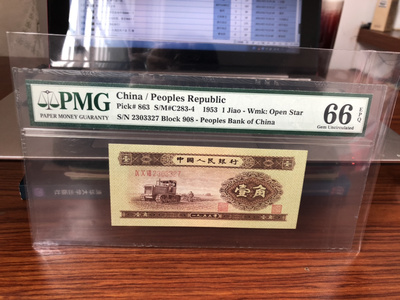 PMG
PAPER MONEY GUARANTY
China / Peoples Republic
Pick# 863 S/M#C283-4 1953 1 Jiao - Wmk: Open Star
S/N 2303327 Block 908 - Peoples Bank of China
66 EPQ
Gem Uncirculated
中国人民银行
壹角